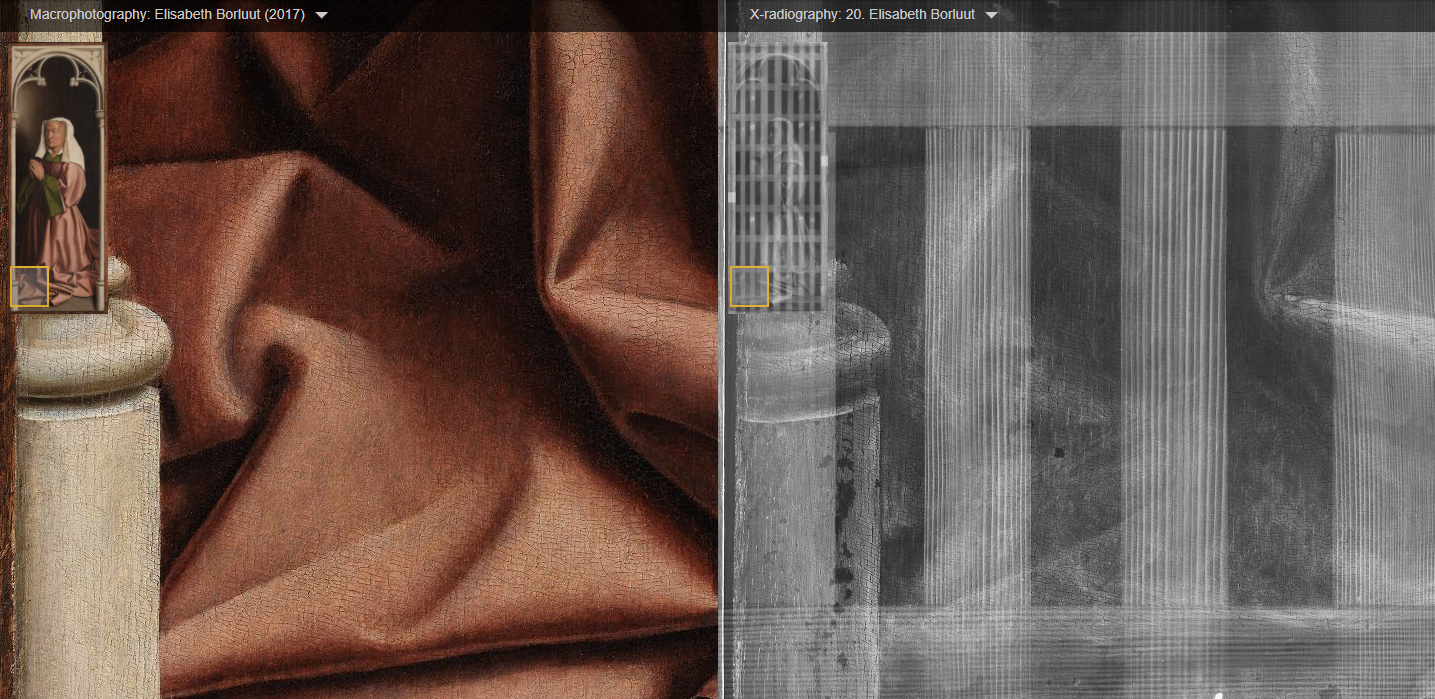 Macrophotography: Elisabeth Borluut (2017)
X-radiography: 20. Elisabeth Borluut